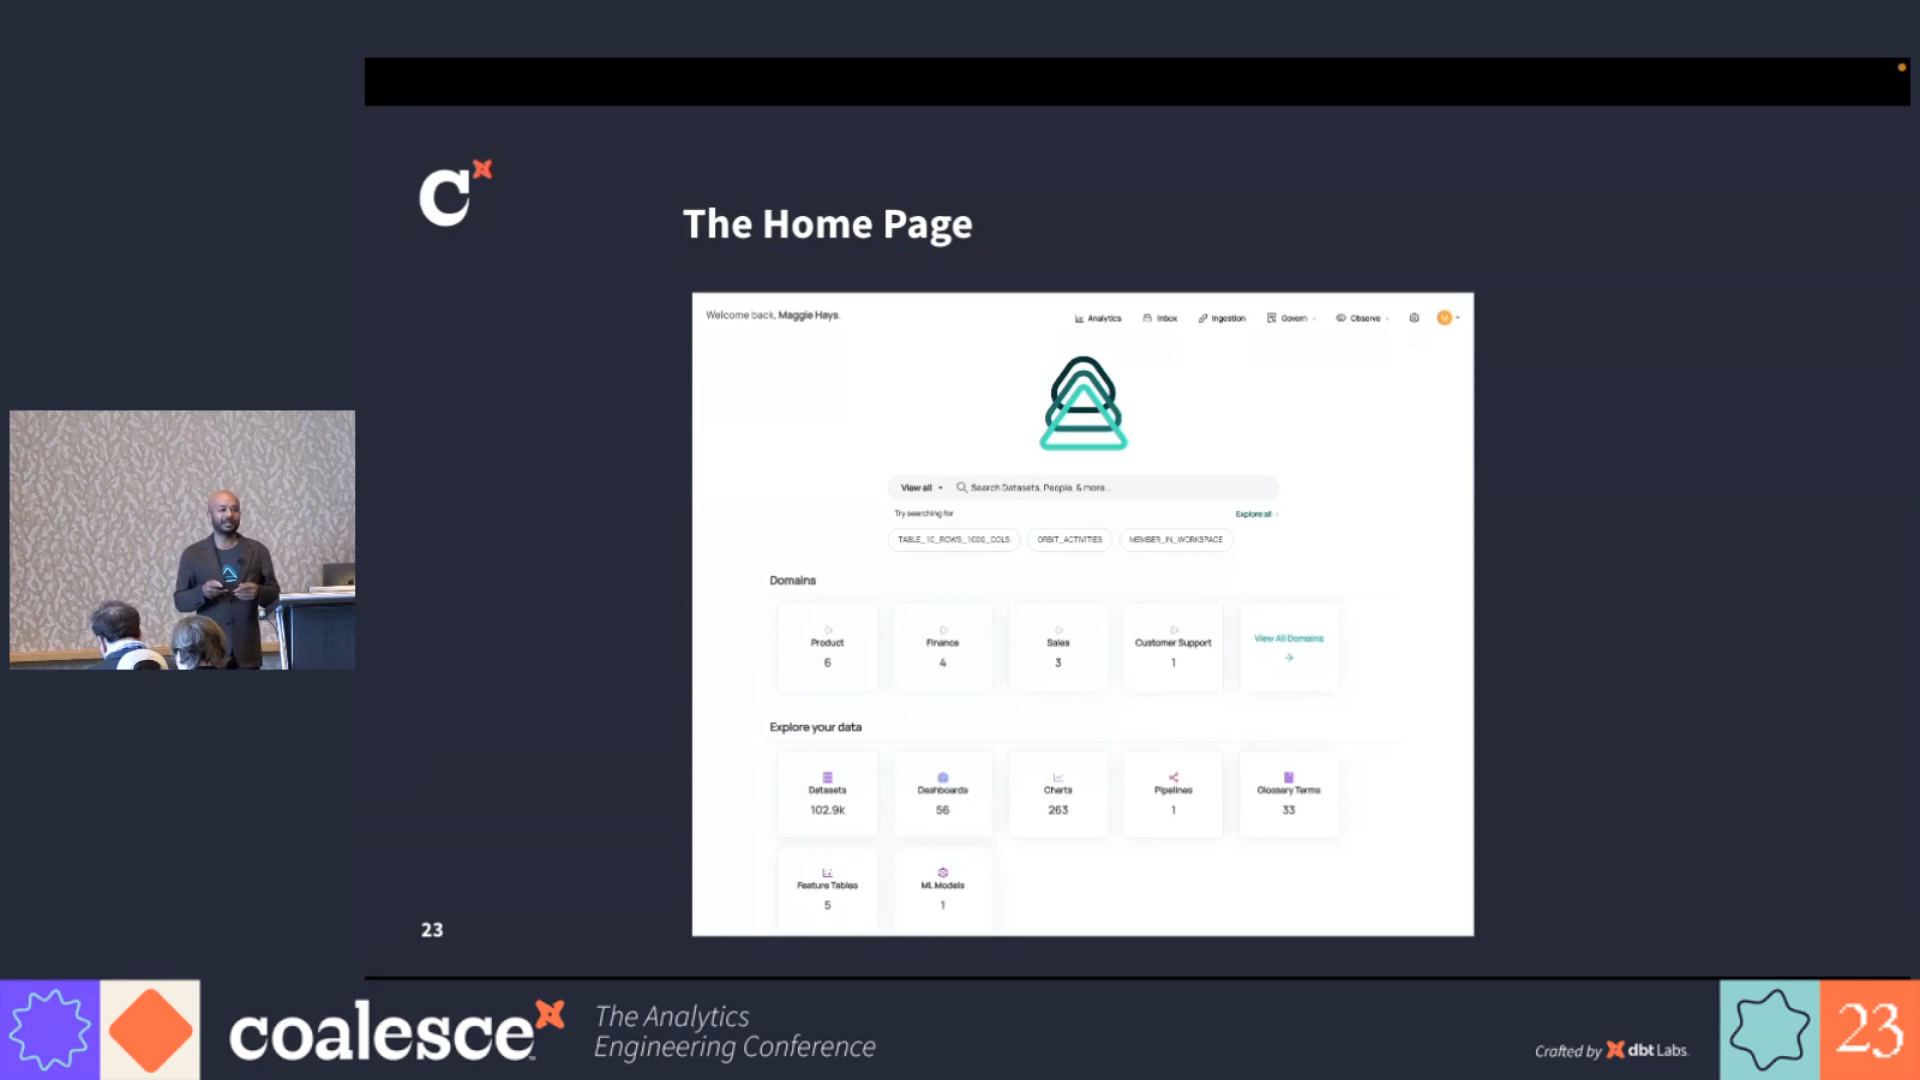 The Home Page
Welcome back, Maggie Hays.
Analytics
Inbox
Ingestion
Govern
Observe
View all
Search Datasets, People, & more...
Try searching for
Explore all
TABLE_10_ROWS_1000_COLS
ORBIT_ACTIVITIES
MEMBER_IN_WORKSPACE
Domains
Product
6
Finance
4
Sales
3
Customer Support
1
View All Domains
Explore your data
Datasets
102.9k
Dashboards
56
Charts
263
Pipelines
1
Glossary Terms
33
Feature Tables
5
ML Models
1
23
coalesce
The Analytics
Engineering Conference
Crafted by dbt Labs.
23